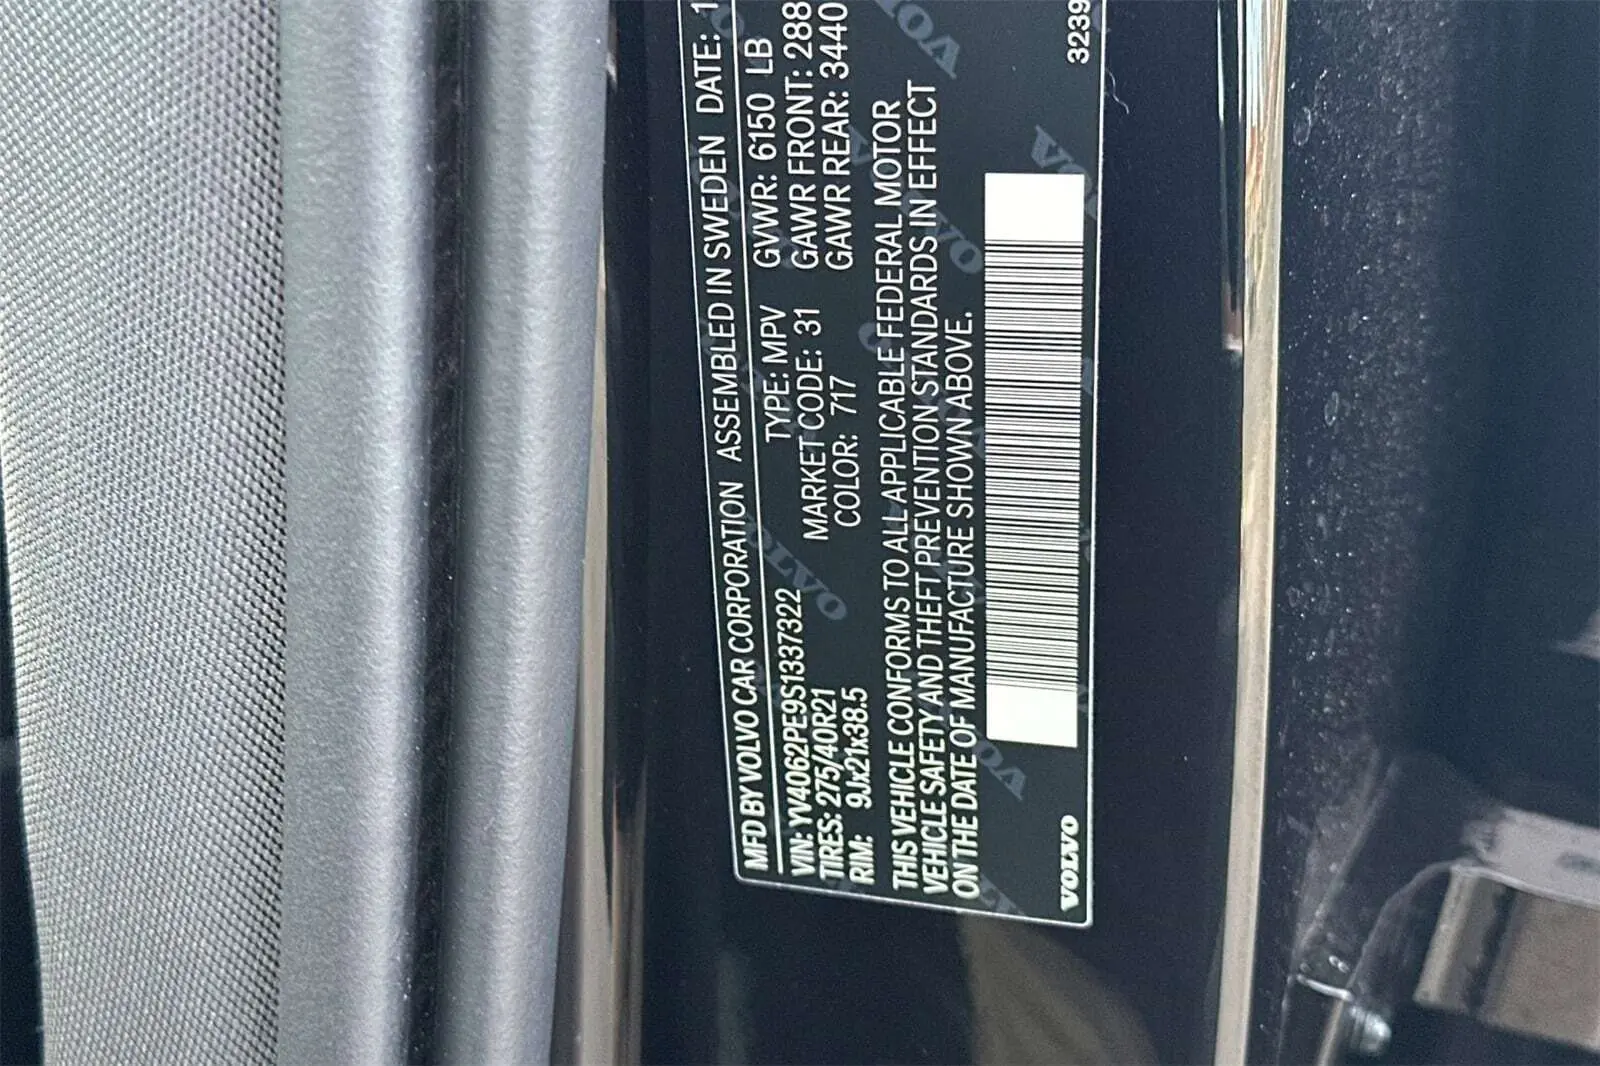 MFD BY VOLVO CAR CORPORATION ASSEMBLED IN SWEDEN DATE: 1
VIN: YV4062PE9S1337322 TYPE: MPV GVWR: 6150 LB
TIRES: 275/40R21 MARKET CODE: 31 GAWR FRONT: 288
RIM: 9Jx21x38.5 COLOR: 717 GAWR REAR: 3440
THIS VEHICLE CONFORMS TO ALL APPLICABLE FEDERAL MOTOR
VEHICLE SAFETY AND THEFT PREVENTION STANDARDS IN EFFECT
ON THE DATE OF MANUFACTURE SHOWN ABOVE.
VOLVO 3239